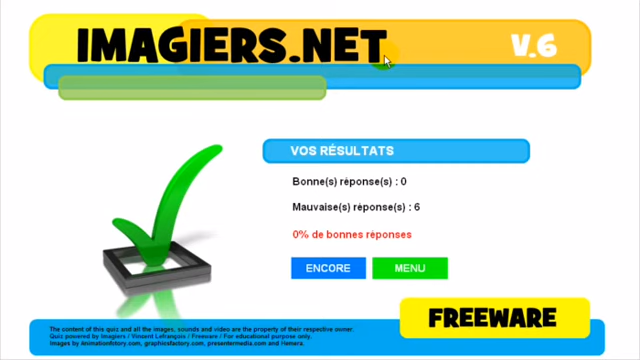 IMAGIERS.NET
V.6
VOS RÉSULTATS
Bonne(s) réponse(s) : 0
Mauvaise(s) réponse(s) : 6
0% de bonnes réponses
ENCORE
MENU
FREEWARE
The content of this quiz and all the images, sounds and video are the property of their respective owner.
Quiz powered by Imagiers / Vincent Lefrançois / Freeware / For educational purpose only.
Images by Animationfctory.com, graphicsfactory.com, presentermedia.com and Hemera.